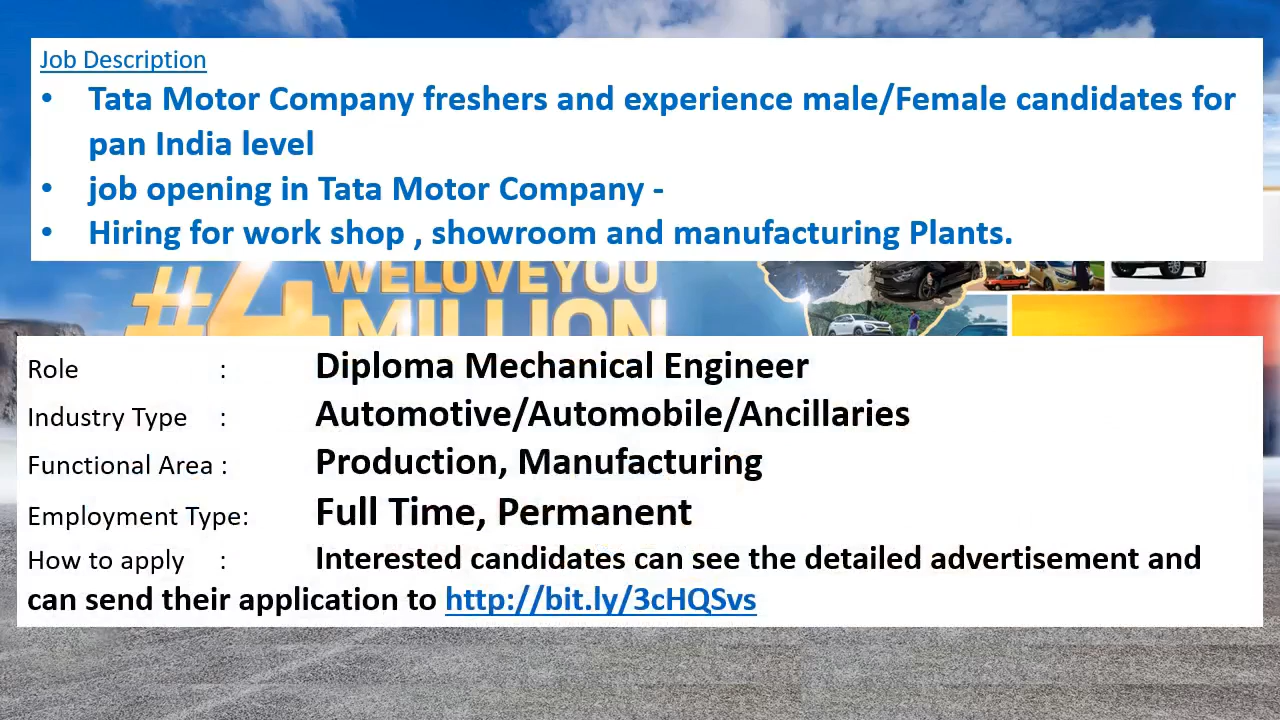 Job Description
• Tata Motor Company freshers and experience male/Female candidates for
pan India level
• job opening in Tata Motor Company -
• Hiring for work shop , showroom and manufacturing Plants.
#4 WELOVEYOU
MILLION
Role : Diploma Mechanical Engineer
Industry Type : Automotive/Automobile/Ancillaries
Functional Area : Production, Manufacturing
Employment Type: Full Time, Permanent
How to apply : Interested candidates can see the detailed advertisement and
can send their application to http://bit.ly/3cHQSvs